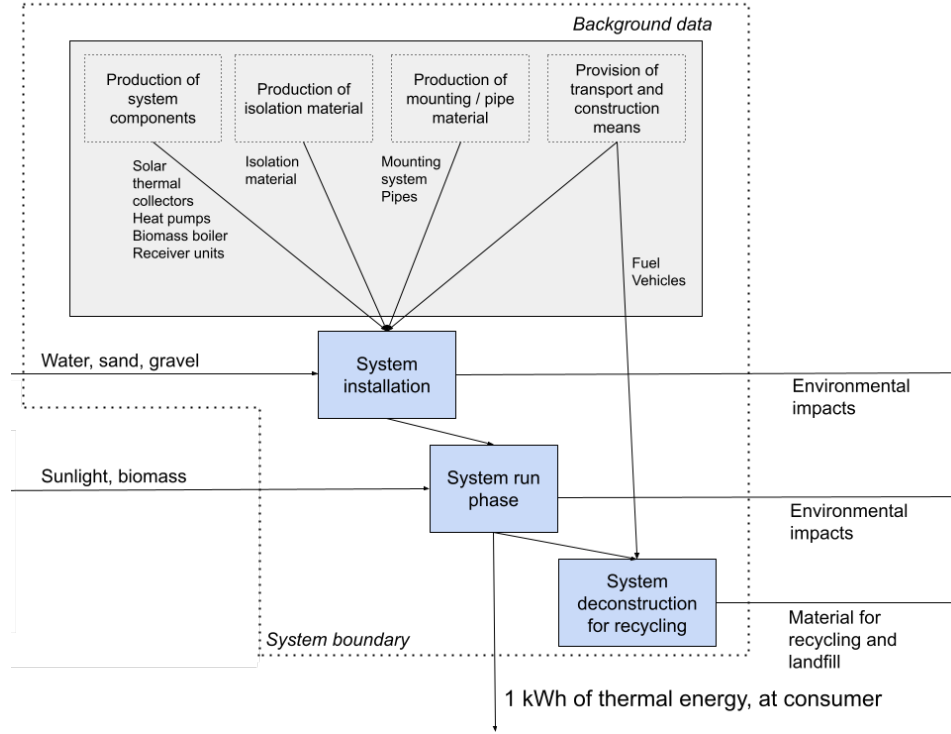 Background data
Production of
system
components
Production of
isolation material
Production of
mounting / pipe
material
Provision of
transport and
construction
means
Solar
thermal
collectors
Heat pumps
Biomass boiler
Receiver units
Isolation
material
Mounting
system
Pipes
Fuel
Vehicles
Water, sand, gravel
System
installation
Environmental
impacts
Sunlight, biomass
System run
phase
Environmental
impacts
System
deconstruction
for recycling
Material for
recycling and
landfill
System boundary
1 kWh of thermal energy, at consumer